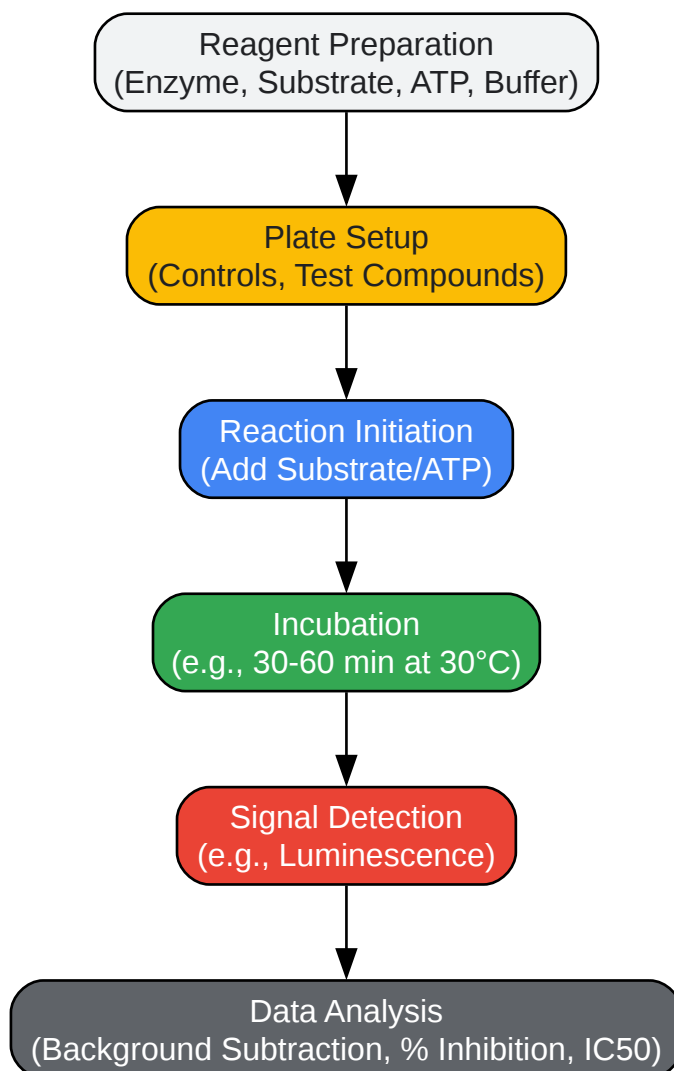 Reagent Preparation
(Enzyme, Substrate, ATP, Buffer)
Plate Setup
(Controls, Test Compounds)
Reaction Initiation
(Add Substrate/ATP)
Incubation
(e.g., 30-60 min at 30°C)
Signal Detection
(e.g., Luminescence)
Data Analysis
(Background Subtraction, % Inhibition, IC50)